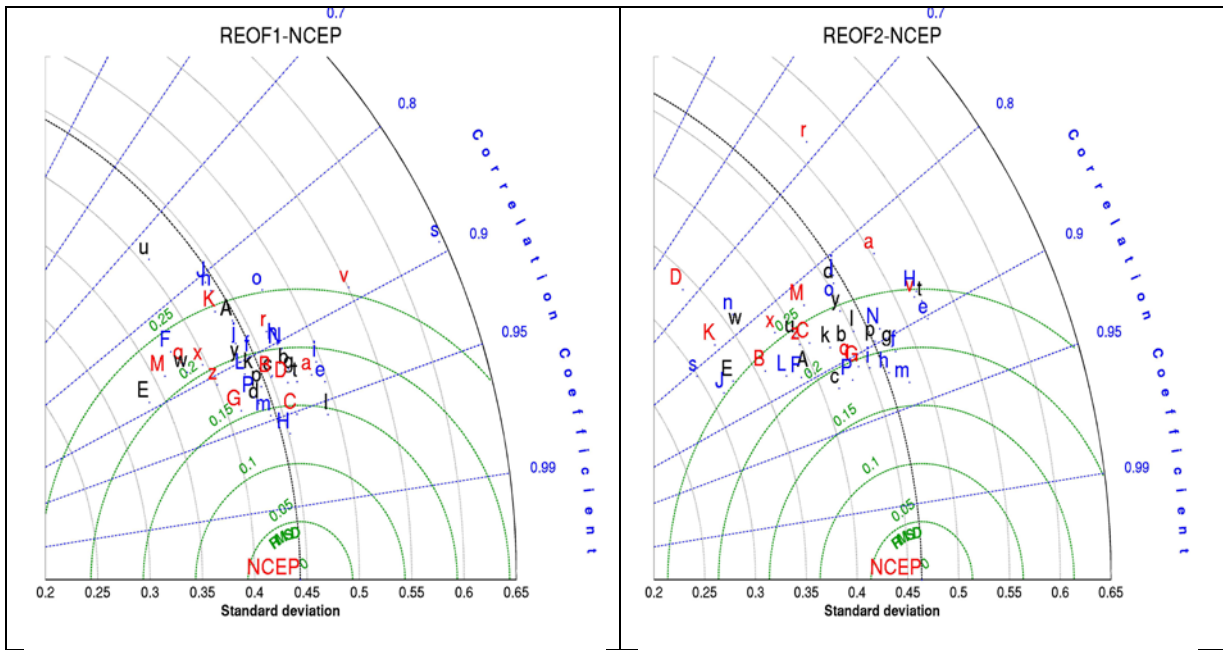 0.7
REOF1-NCEP
0.8
0.9
0.95
0.99
Correlation Coefficient
s
u
J
h
o
v
K
A
r
F
j
f
h
N
M
q
w
x
y
L
k
B
c
b
g
t
i
a
e
E
z
P
p
D
d
G
m
C
l
H
0.25
0.2
0.15
0.1
0.05
0
RMSD
NCEP
0.2 0.25 0.3 0.35 0.4 0.45 0.5 0.55 0.6 0.65
Standard deviation
0.7
REOF2-NCEP
0.8
0.9
0.95
0.99
Correlation Coefficient
r
a
D
d
o
M
y
H
v
t
e
n
w
K
x
u
z
C
l
N
k
b
p
g
f
s
E
J
B
L
F
A
q
G
P
c
i
h
m
0.25
0.2
0.15
0.1
0.05
0
RMSD
NCEP
0.2 0.25 0.3 0.35 0.4 0.45 0.5 0.55 0.6 0.65
Standard deviation